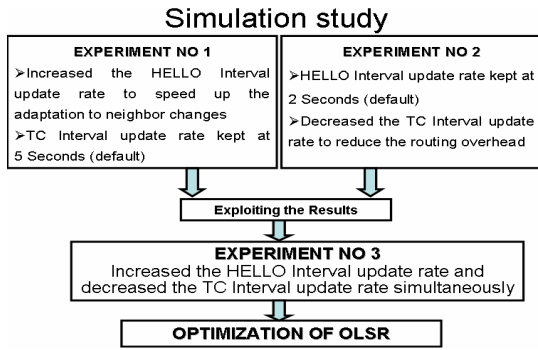 Simulation study
EXPERIMENT NO 1
➢Increased the HELLO Interval
update rate to speed up the
adaptation to neighbor changes
➢TC Interval update rate kept at
5 Seconds (default)
EXPERIMENT NO 2
➢HELLO Interval update rate kept at
2 Seconds (default)
➢Decreased the TC Interval update
rate to reduce the routing overhead
Exploiting the Results
EXPERIMENT NO 3
Increased the HELLO Interval update rate and
decreased the TC Interval update rate simultaneously
OPTIMIZATION OF OLSR